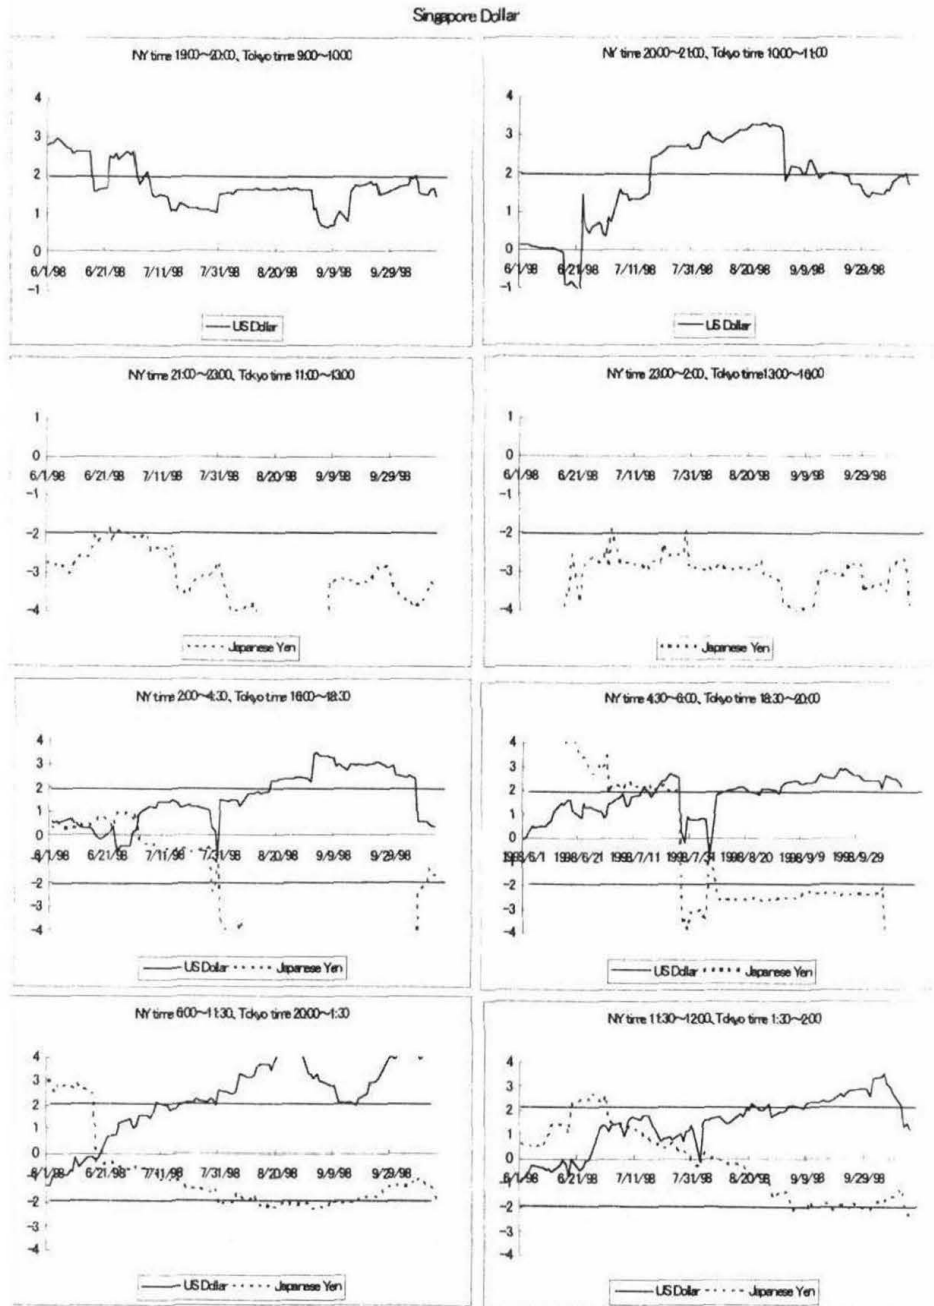 Singapore Dollar
NY time 19:00~20:00、Tokyo time 9:00~10:00
4
3
2
1
0
6/1/98 6/21/98 7/11/98 7/31/98 8/20/98 9/9/98 9/29/98
-1
US Dollar
NY time 20:00~21:00、Tokyo time 10:00~11:00
4
3
2
1
0
6/1/98 6/21/98 7/11/98 7/31/98 8/20/98 9/9/98 9/29/98
-1
US Dollar
NY time 21:00~23:00、Tokyo time 11:00~13:00
1
0
6/1/98 6/21/98 7/11/98 7/31/98 8/20/98 9/9/98 9/29/98
-1
-2
-3
-4
Japanese Yen
NY time 23:00~2:00、Tokyo time13:00~16:00
1
0
6/1/98 6/21/98 7/11/98 7/31/98 8/20/98 9/9/98 9/29/98
-1
-2
-3
-4
Japanese Yen
NY time 2:00~4:30、Tokyo time 16:00~18:30
4
3
2
1
0
6/1/98 6/21/98 7/11/98 7/31/98 8/20/98 9/9/98 9/29/98
-2
-3
-4
US Dollar Japanese Yen
NY time 4:30~6:00、Tokyo time 18:30~20:00
4
3
2
1
0
1998/6/1 1998/6/21 1998/7/11 1998/7/31 1998/8/20 1998/9/9 1998/9/29
-2
-3
-4
US Dollar Japanese Yen
NY time 6:00~11:30、Tokyo time 20:00~1:30
4
3
2
1
0
6/1/98 6/21/98 7/11/98 7/31/98 8/20/98 9/9/98 9/29/98
-2
-3
-4
US Dollar Japanese Yen
NY time 11:30~12:00、Tokyo time 1:30~2:00
4
3
2
1
0
6/1/98 6/21/98 7/11/98 7/31/98 8/20/98 9/9/98 9/29/98
-2
-3
-4
US Dollar Japanese Yen